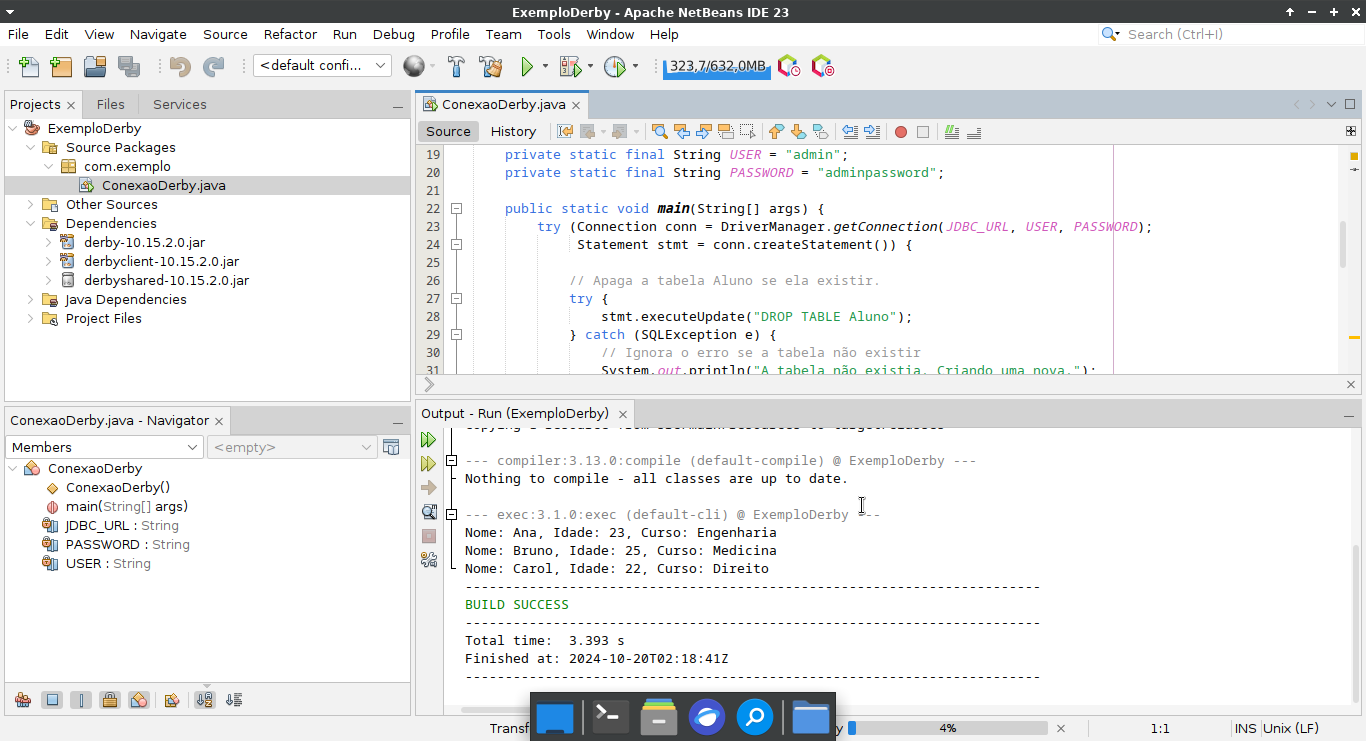 ExemploDerby - Apache NetBeans IDE 23
File Edit View Navigate Source Refactor Run Debug Profile Team Tools Window Help
Search (Ctrl+I)
<default confi...
323,7/632,0MB
Projects Files Services
ExemploDerby
Source Packages
com.exemplo
ConexaoDerby.java
Other Sources
Dependencies
derby-10.15.2.0.jar
derbyclient-10.15.2.0.jar
derbyshared-10.15.2.0.jar
Java Dependencies
Project Files
ConexaoDerby.java - Navigator
Members <empty>
ConexaoDerby
ConexaoDerby()
main(String[] args)
JDBC_URL : String
PASSWORD : String
USER : String
ConexaoDerby.java
Source History
19 private static final String USER = "admin";
20 private static final String PASSWORD = "adminpassword";
21
22 public static void main(String[] args) {
23 try (Connection conn = DriverManager.getConnection(JDBC_URL, USER, PASSWORD);
24 Statement stmt = conn.createStatement()) {
25
26 // Apaga a tabela Aluno se ela existir.
27 try {
28 stmt.executeUpdate("DROP TABLE Aluno");
29 } catch (SQLException e) {
30 // Ignora o erro se a tabela não existir
31 System.out.println("A tabela não existia. Criando uma nova.");
Output - Run (ExemploDerby)
--- compiler:3.13.0:compile (default-compile) @ ExemploDerby ---
Nothing to compile - all classes are up to date.
--- exec:3.1.0:exec (default-cli) @ ExemploDerby ---
Nome: Ana, Idade: 23, Curso: Engenharia
Nome: Bruno, Idade: 25, Curso: Medicina
Nome: Carol, Idade: 22, Curso: Direito
------------------------------------------------------------------------
BUILD SUCCESS
------------------------------------------------------------------------
Total time:  3.393 s
Finished at: 2024-10-20T02:18:41Z
------------------------------------------------------------------------
Transf
4%
1:1
INS
Unix (LF)